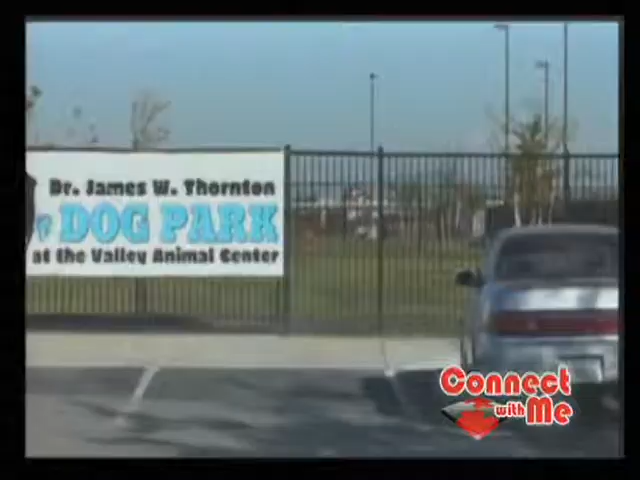 Dr. James W. Thornton
DOG PARK
at the Valley Animal Center
Connect
with Me